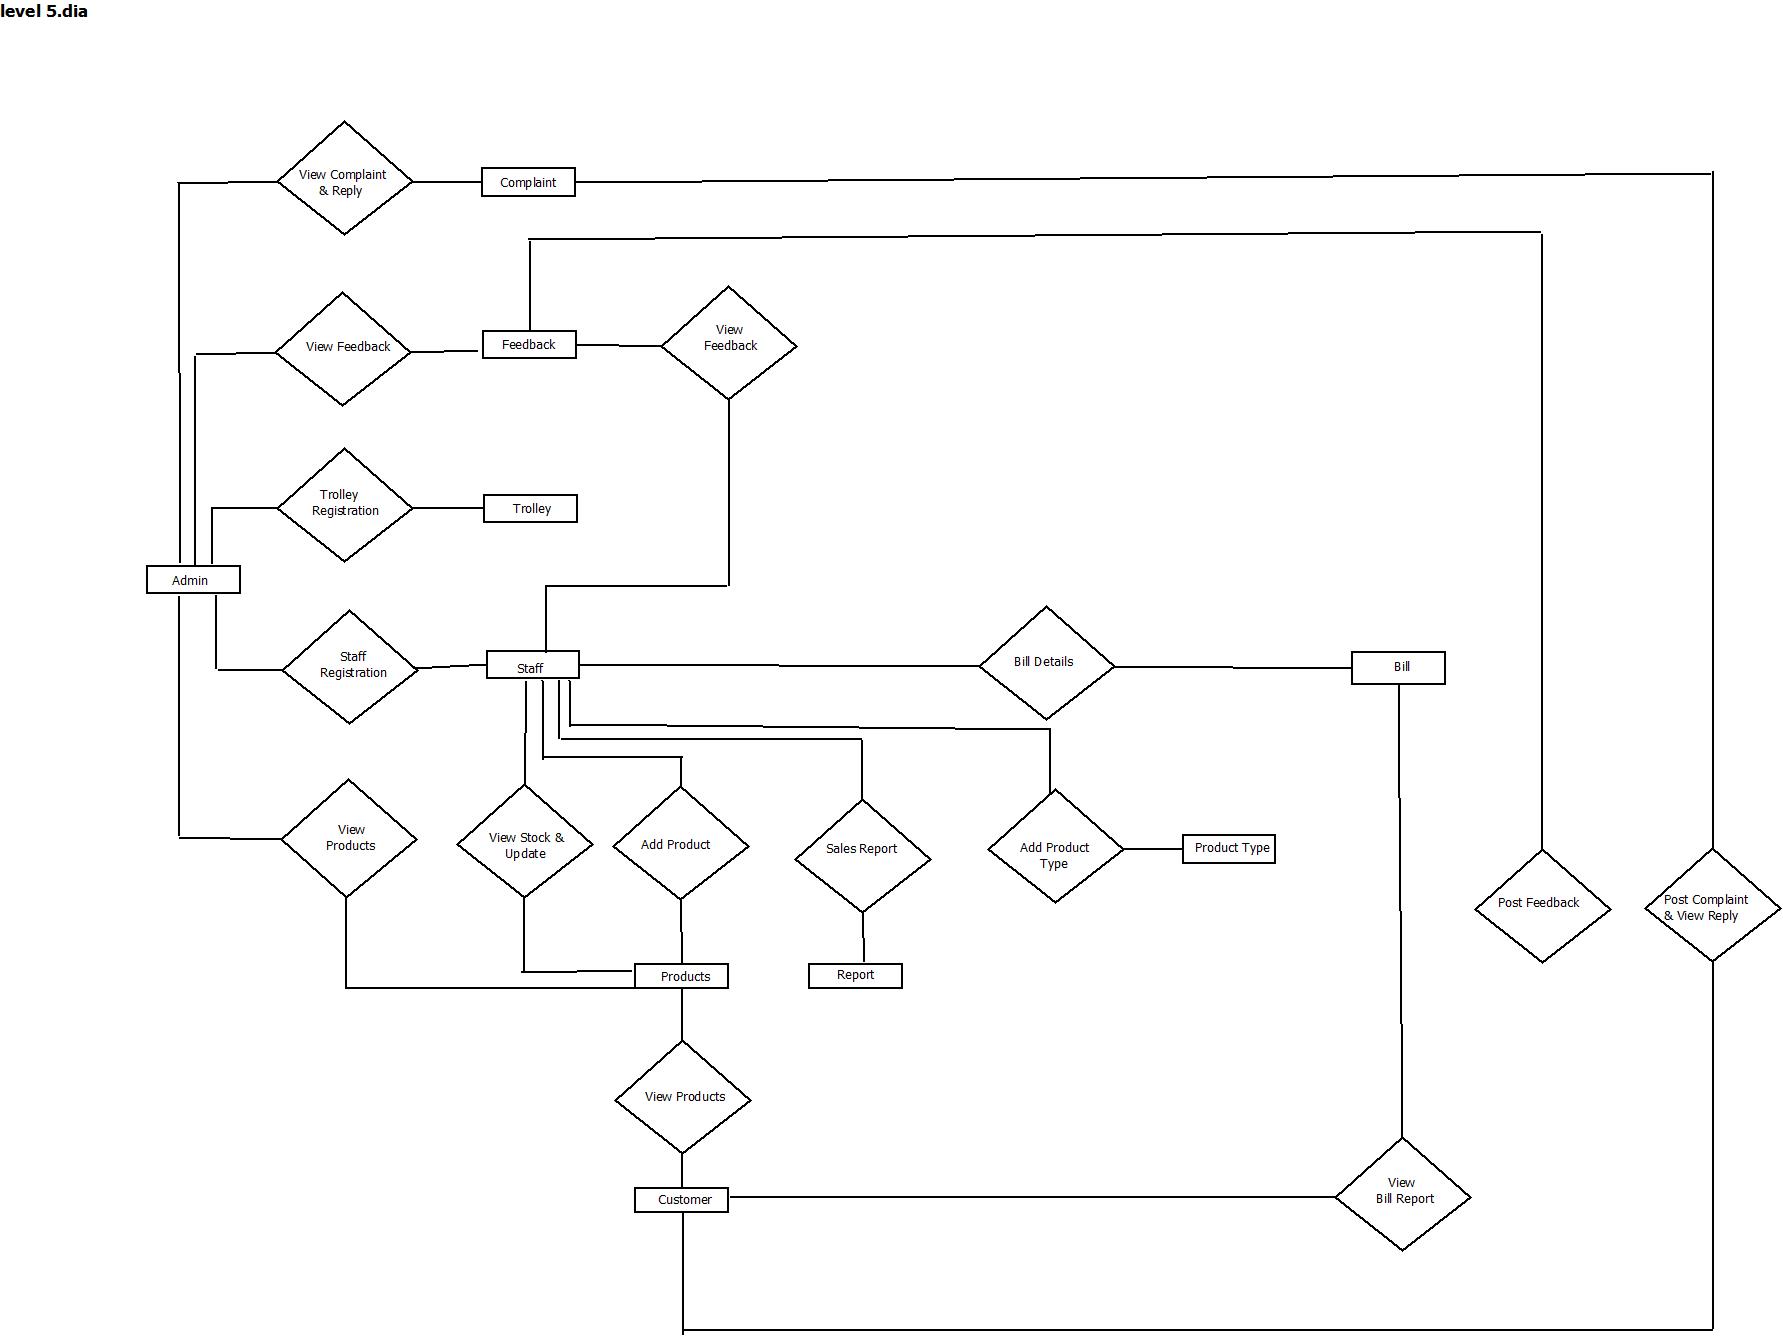 level 5.dia
View Complaint
& Reply
Complaint
View Feedback
Feedback
View
Feedback
Trolley
Registration
Trolley
Admin
Staff
Registration
Staff
Bill Details
Bill
View
Products
View Stock &
Update
Add Product
Sales Report
Add Product
Type
Product Type
Post Feedback
Post Complaint
& View Reply
Products
Report
View Products
Customer
View
Bill Report